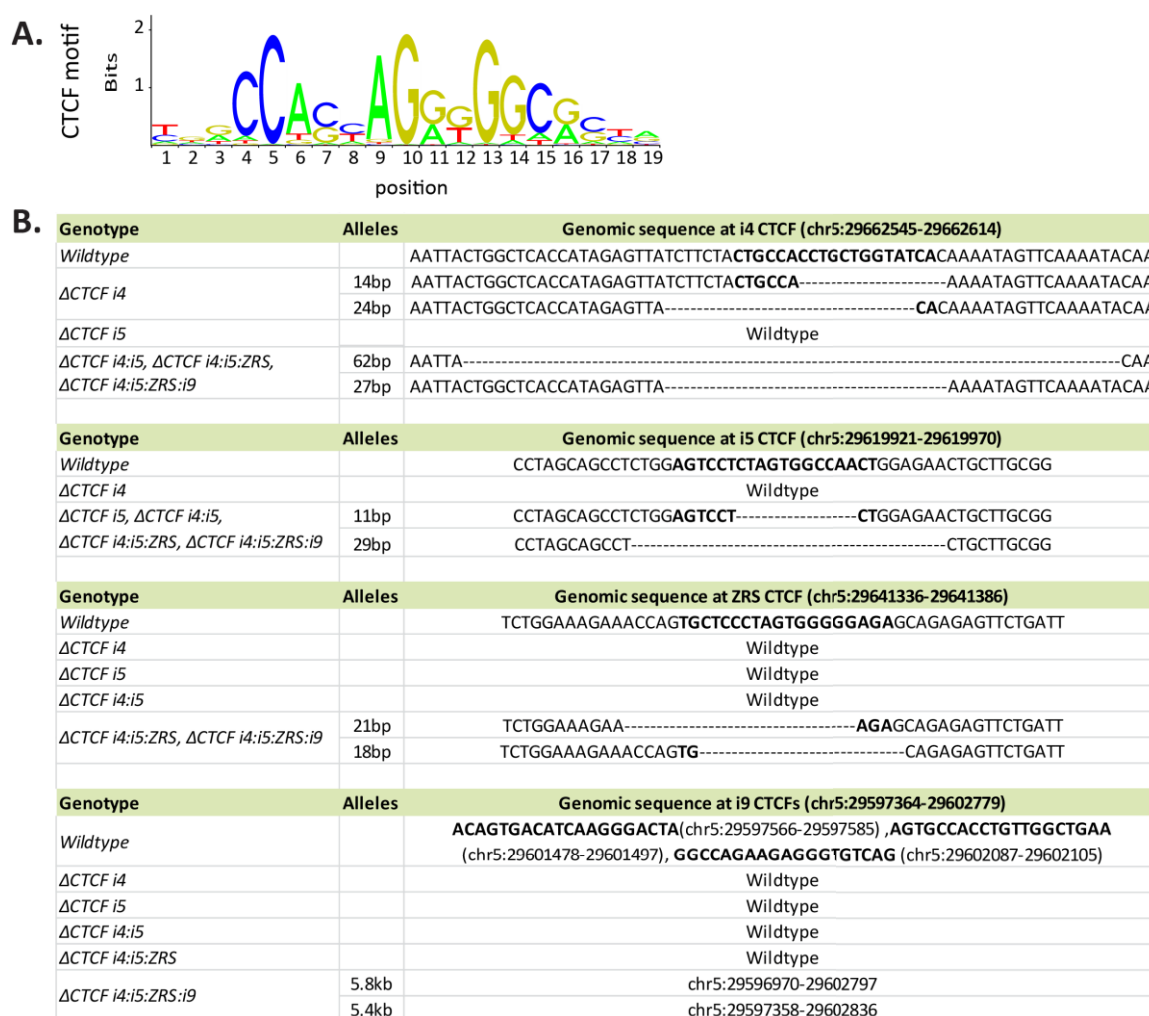 A.
CTCF motif
Bits
2
1
1 2 3 4 5 6 7 8 9 10 11 12 13 14 15 16 17 18 19
position
B.
Genotype Alleles Genomic sequence at i4 CTCF (chr5:29662545-29662614)
Wildtype AATTACTGGCTCACCATAGAGTTATCTTCTACTGCCACCTGCTGGTATCACAAAATAGTTCAAAATACAA
ΔCTCF i4
14bp AATTACTGGCTCACCATAGAGTTATCTTCTACTGCCA--------------AAAATAGTTCAAAATACAA
24bp AATTACTGGCTCACCATAGAGTTA------------------------CACAAAATAGTTCAAAATACAA
ΔCTCF i5 Wildtype
ΔCTCF i4:i5, ΔCTCF i4:i5:ZRS,
ΔCTCF i4:i5:ZRS:i9
62bp AATTA--------------------------------------------------------------CAA
27bp AATTACTGGCTCACCATAGAGTTA---------------------------AAAATAGTTCAAAATACAA
Genotype Alleles Genomic sequence at i5 CTCF (chr5:29619921-29619970)
Wildtype CCTAGCAGCCTCTGGAGTCCTCTAGTGGCCAACTGGAGAACTGCTTGCGG
ΔCTCF i4 Wildtype
ΔCTCF i5, ΔCTCF i4:i5,
ΔCTCF i4:i5:ZRS, ΔCTCF i4:i5:ZRS:i9
11bp CCTAGCAGCCTCTGGAGTCCT-----------CTGGAGAACTGCTTGCGG
29bp CCTAGCAGCCT-----------------------------CTGCTTGCGG
Genotype Alleles Genomic sequence at ZRS CTCF (chr5:29641336-29641386)
Wildtype TCTGGAAAGAAACCAGTGCTCCCTAGTGGGGGAGAGCAGAGAGTTCTGATT
ΔCTCF i4 Wildtype
ΔCTCF i5 Wildtype
ΔCTCF i4:i5 Wildtype
ΔCTCF i4:i5:ZRS, ΔCTCF i4:i5:ZRS:i9
21bp TCTGGAAAGAA---------------------AGAGCAGAGAGTTCTGATT
18bp TCTGGAAAGAAACCAGTG------------------CAGAGAGTTCTGATT
Genotype Alleles Genomic sequence at i9 CTCFs (chr5:29597364-29602779)
Wildtype ACAGTGACATCAAGGGACTA(chr5:29597566-29597585) ,AGTGCCACCTGTTGGCTGAA
(chr5:29601478-29601497), GGCCAGAAGAGGGTGTCAG (chr5:29602087-29602105)
ΔCTCF i4 Wildtype
ΔCTCF i5 Wildtype
ΔCTCF i4:i5 Wildtype
ΔCTCF i4:i5:ZRS Wildtype
ΔCTCF i4:i5:ZRS:i9
5.8kb chr5:29596970-29602797
5.4kb chr5:29597358-29602836